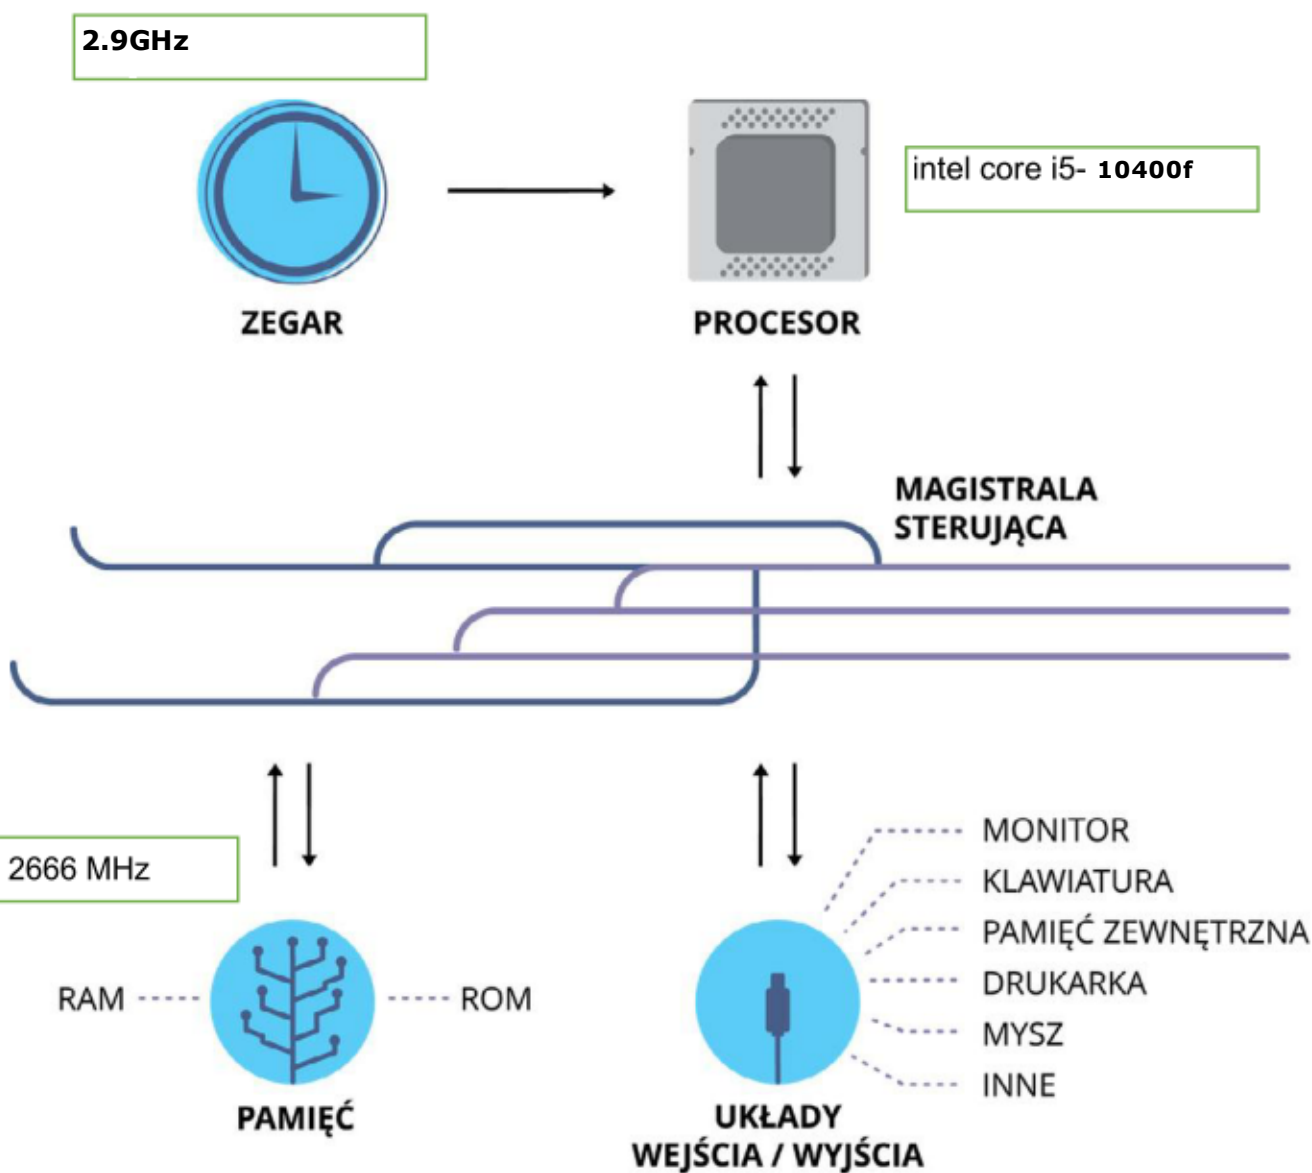 2.9GHz
intel core i5- 10400f
ZEGAR
PROCESOR
MAGISTRALA
STERUJĄCA
2666 MHz
RAM
ROM
PAMIĘĆ
MONITOR
KLAWIATURA
PAMIĘĆ ZEWNĘTRZNA
DRUKARKA
MYSZ
INNE
UKŁADY
WEJŚCIA / WYJŚCIA